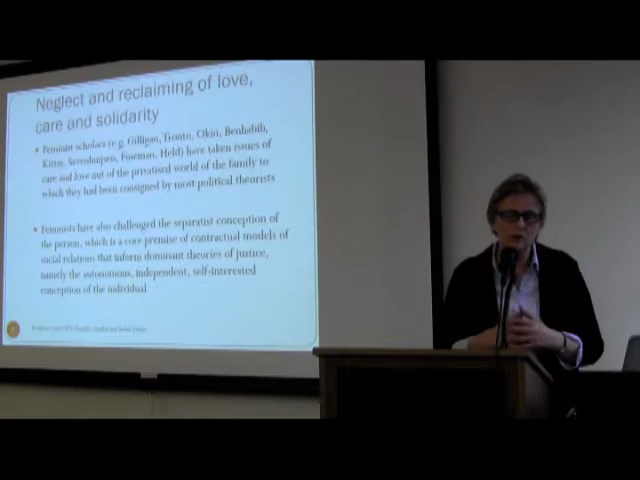 Neglect and reclaiming of love,
care and solidarity
Feminist scholars (e.g. Gilligan, Tronto, Okin, Benhabib,
Kittay, Sevenhuijsen, Fineman, Held) have taken issues of
care and love out of the privatised world of the family to
which they had been consigned by most political theorists
Feminists have also challenged the separatist conception of
the person, which is a core premise of contractual models of
social relations that inform dominant theories of justice,
namely the autonomous, independent, self-interested
conception of the individual